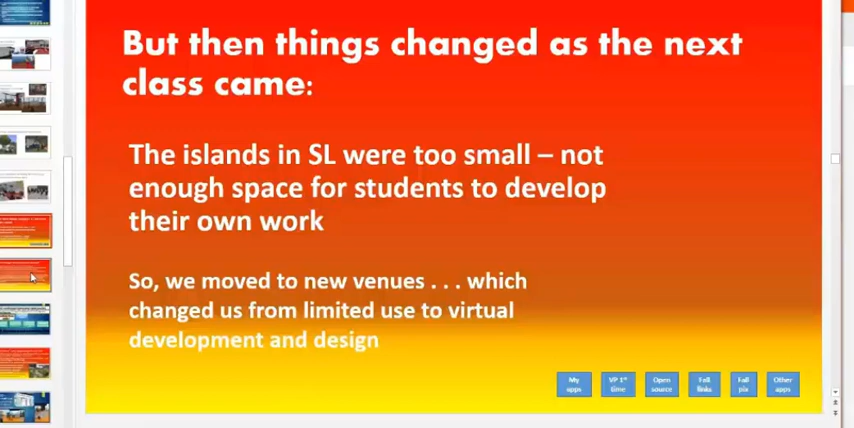 But then things changed as the next
class came:
The islands in SL were too small – not
enough space for students to develop
their own work
So, we moved to new venues . . . which
changed us from limited use to virtual
development and design
My
apps
VP 1st
time
Open
source
Fall
links
Fall
pix
Other
apps